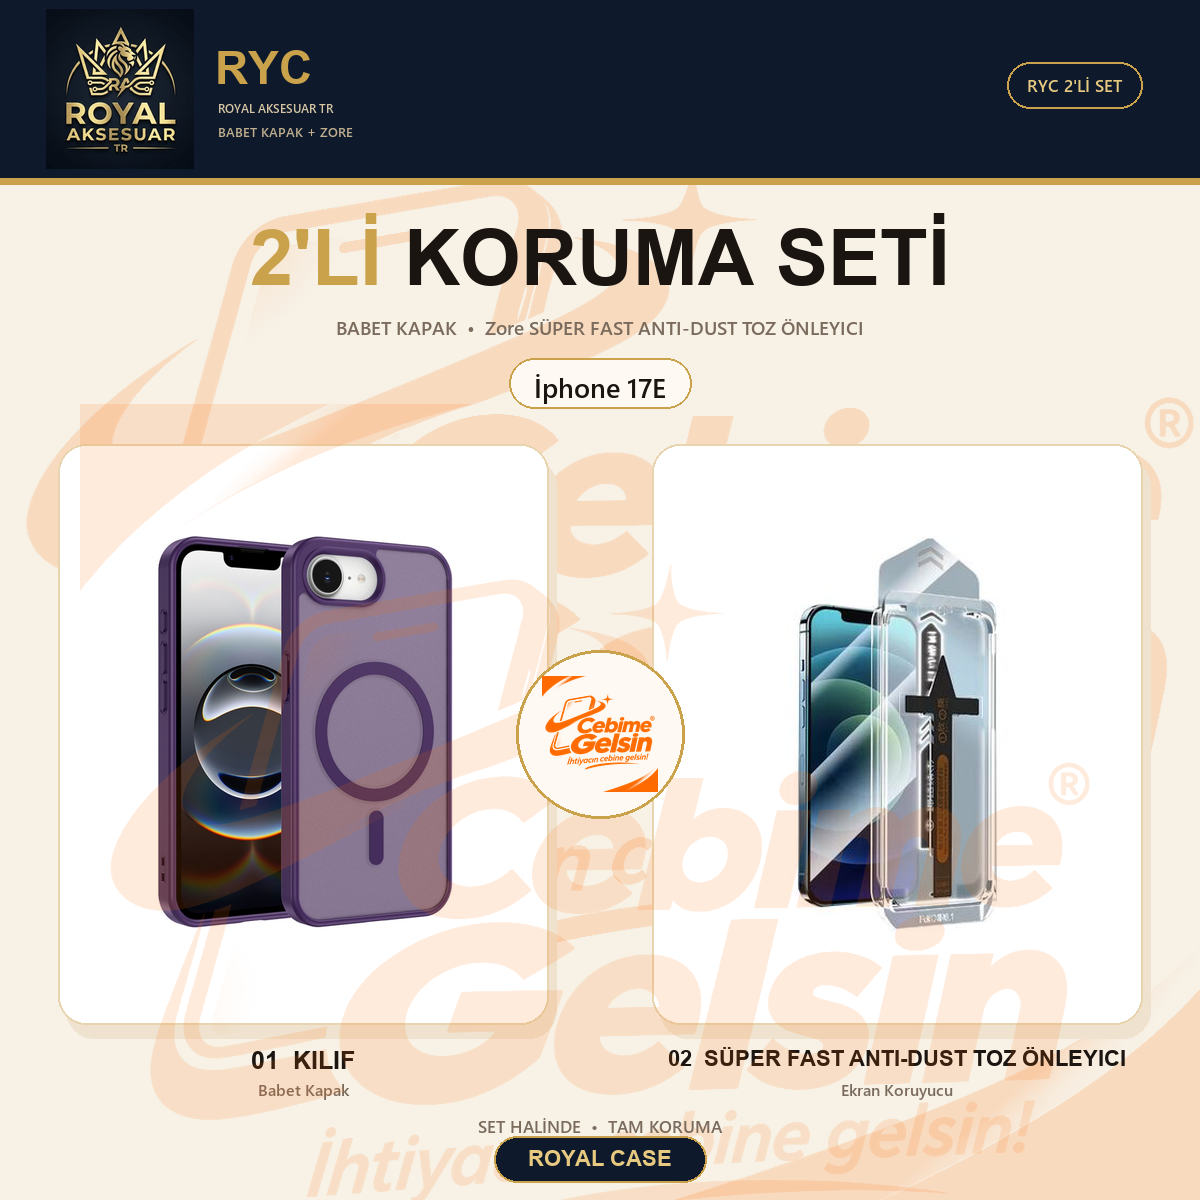 ROYAL
AKSESUAR
TR
RYC
ROYAL AKSESUAR TR
BABET KAPAK + ZORE
RYC 2'Lİ SET
2'Lİ KORUMA SETİ
BABET KAPAK • Zore SÜPER FAST ANTI-DUST TOZ ÖNLEYICI
İphone 17E
Cebime
Gelsin
İhtiyacın cebine gelsin!
®
®
Cebime
Gelsin
01 KILIF
Babet Kapak
02 SÜPER FAST ANTI-DUST TOZ ÖNLEYICI
Ekran Koruyucu
SET HALİNDE • TAM KORUMA
ROYAL CASE